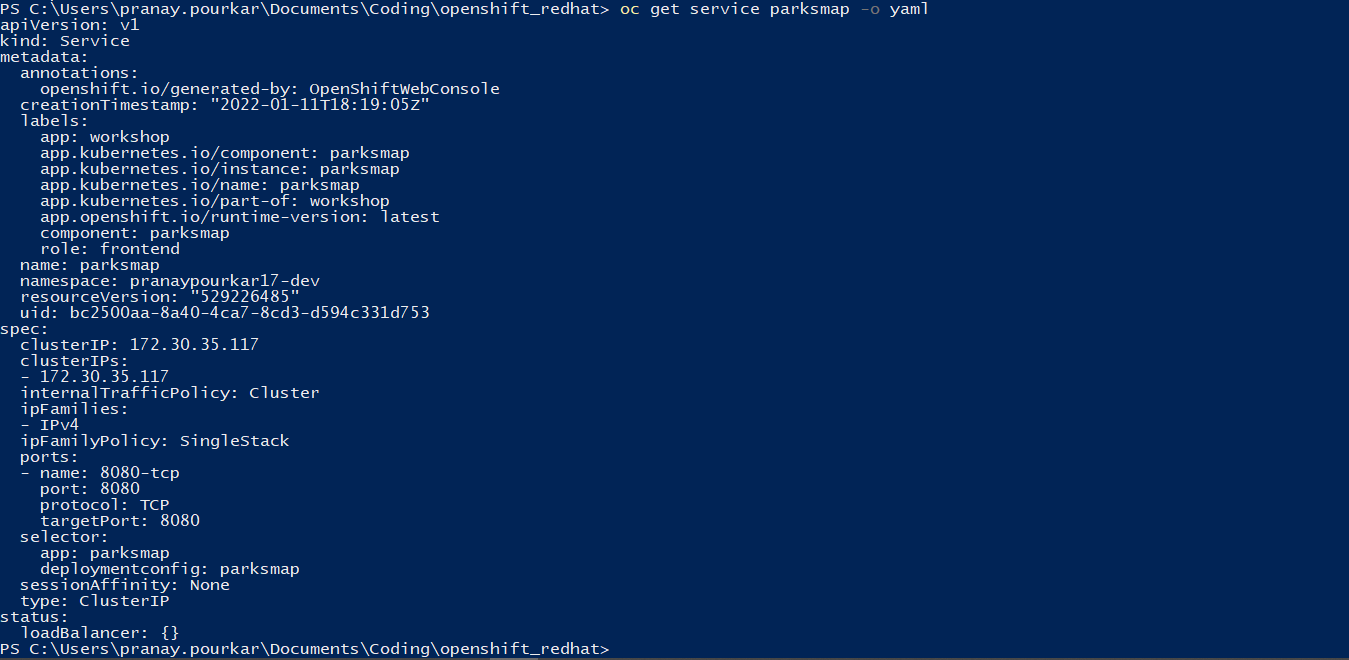 PS C:\Users\pranay.pourkar\Documents\Coding\openshift_redhat> oc get service parksmap -o yaml
apiVersion: v1
kind: Service
metadata:
  annotations:
    openshift.io/generated-by: OpenShiftWebConsole
  creationTimestamp: "2022-01-11T18:19:05Z"
  labels:
    app: workshop
    app.kubernetes.io/component: parksmap
    app.kubernetes.io/instance: parksmap
    app.kubernetes.io/name: parksmap
    app.kubernetes.io/part-of: workshop
    app.openshift.io/runtime-version: latest
    component: parksmap
    role: frontend
  name: parksmap
  namespace: pranaypourkar17-dev
  resourceVersion: "529226485"
  uid: bc2500aa-8a40-4ca7-8cd3-d594c331d753
spec:
  clusterIP: 172.30.35.117
  clusterIPs:
  - 172.30.35.117
  internalTrafficPolicy: Cluster
  ipFamilies:
  - IPv4
  ipFamilyPolicy: SingleStack
  ports:
  - name: 8080-tcp
    port: 8080
    protocol: TCP
    targetPort: 8080
  selector:
    app: parksmap
    deploymentconfig: parksmap
  sessionAffinity: None
  type: ClusterIP
status:
  loadBalancer: {}
PS C:\Users\pranay.pourkar\Documents\Coding\openshift_redhat>